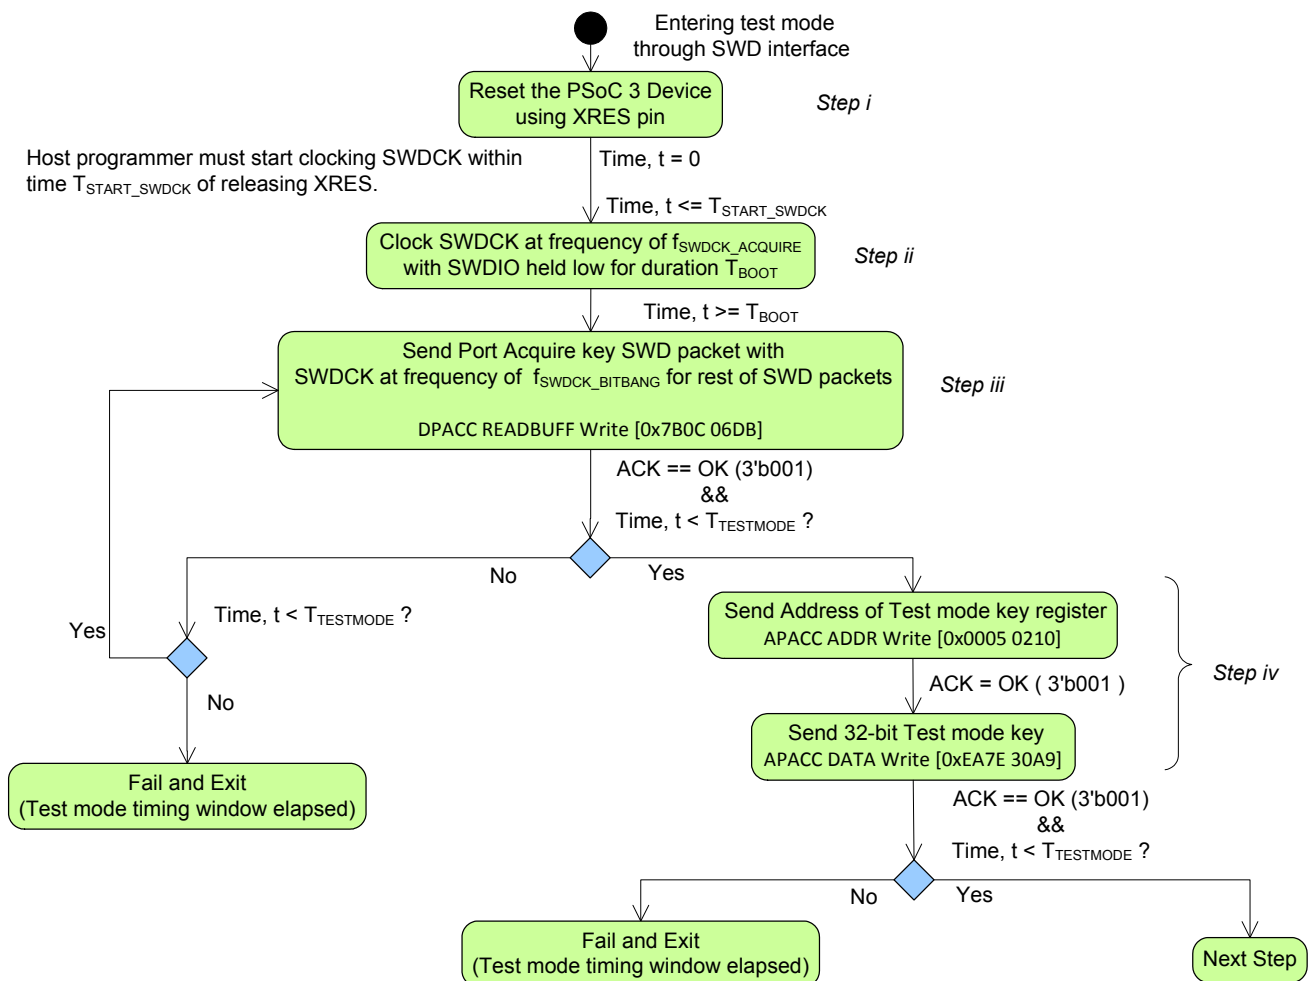 Entering test mode
through SWD interface
Reset the PSoC 3 Device
using XRES pin
Step i
Host programmer must start clocking SWDCK within
time TSTART_SWDCK of releasing XRES.
Time, t = 0
Time, t <= TSTART_SWDCK
Clock SWDCK at frequency of fSWDCK_ACQUIRE
with SWDIO held low for duration TBOOT
Step ii
Time, t >= TBOOT
Send Port Acquire key SWD packet with
SWDCK at frequency of fSWDCK_BITBANG for rest of SWD packets
DPACC READBUFF Write [0x7B0C 06DB]
Step iii
ACK == OK (3'b001)
&&
Time, t < TTESTMODE ?
No
Yes
Time, t < TTESTMODE ?
Yes
No
Fail and Exit
(Test mode timing window elapsed)
Send Address of Test mode key register
APACC ADDR Write [0x0005 0210]
ACK = OK ( 3'b001 )
Step iv
Send 32-bit Test mode key
APACC DATA Write [0xEA7E 30A9]
ACK == OK (3'b001)
&&
Time, t < TTESTMODE ?
No
Yes
Fail and Exit
(Test mode timing window elapsed)
Next Step